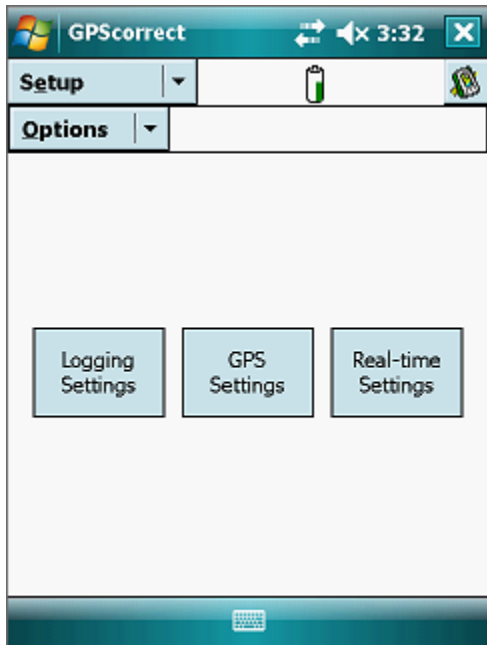 GPScorrect 3:32
Setup
Options
Logging
Settings
GPS
Settings
Real-time
Settings